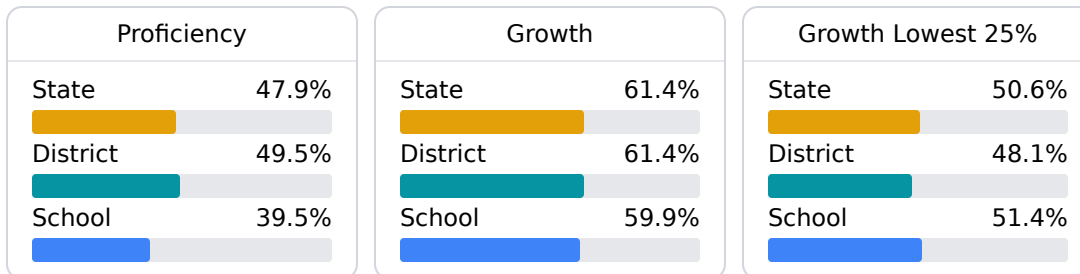 Proficiency
State 47.9%
District 49.5%
School 39.5%
Growth
State 61.4%
District 61.4%
School 59.9%
Growth Lowest 25%
State 50.6%
District 48.1%
School 51.4%